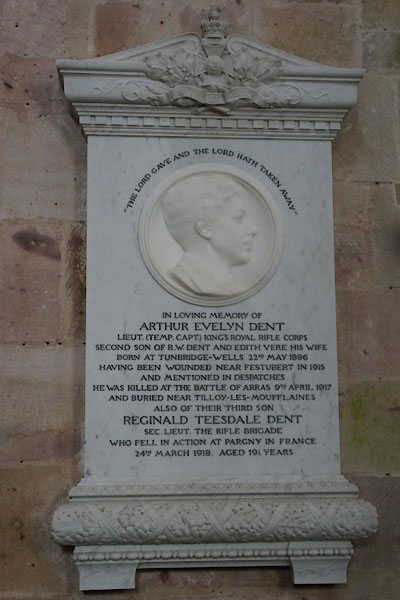 "THE LORD GAVE AND THE LORD HATH TAKEN AWAY"
IN LOVING MEMORY OF
ARTHUR EVELYN DENT
LIEUT. (TEMP. CAPT.) KING'S ROYAL RIFLE CORPS
SECOND SON OF R.W. DENT AND EDITH VERE HIS WIFE
BORN AT TUNBRIDGE-WELLS 22ND MAY 1896
HAVING BEEN WOUNDED NEAR FESTUBERT IN 1915
AND MENTIONED IN DESPATCHES
HE WAS KILLED AT THE BATTLE OF ARRAS 9TH APRIL 1917
AND BURIED NEAR TILLOY-LES-MOUFFLAINES
ALSO OF THEIR THIRD SON
REGINALD TEESDALE DENT
SEC. LIEUT. THE RIFLE BRIGADE
WHO FELL IN ACTION AT PARGNY IN FRANCE
24TH MARCH 1918. AGED 19½ YEARS